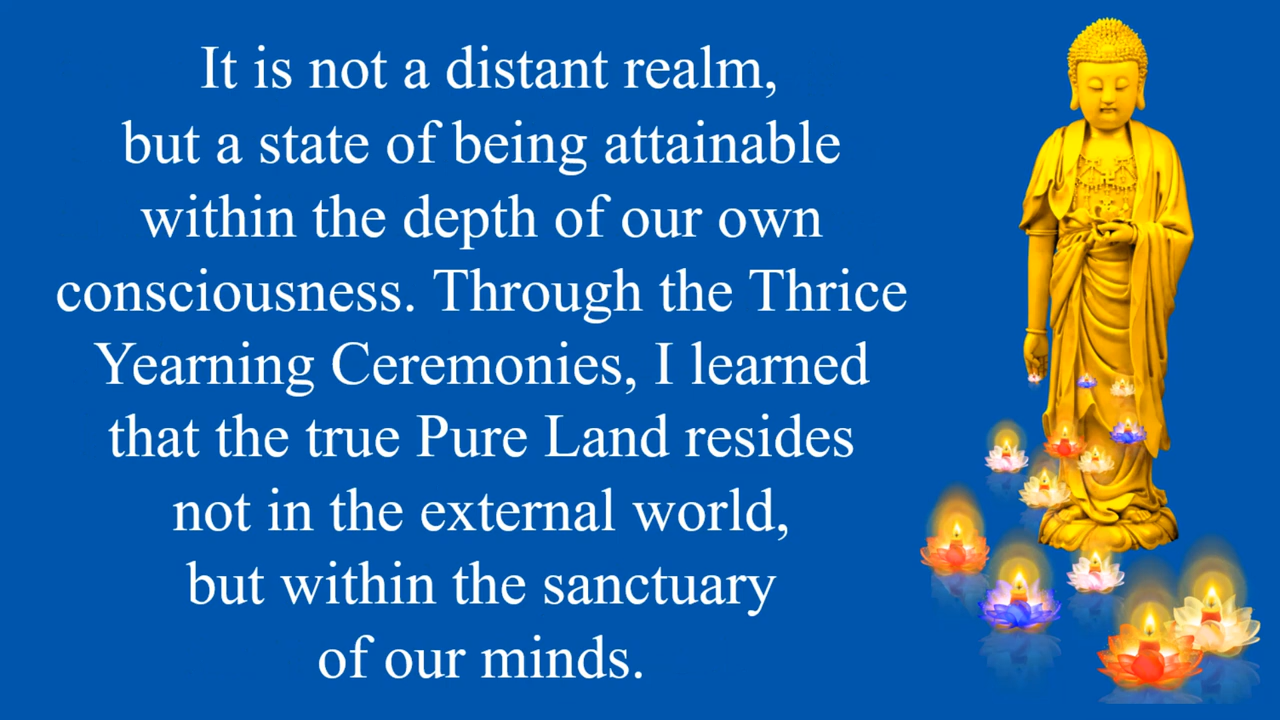 It is not a distant realm,
but a state of being attainable
within the depth of our own
consciousness. Through the Thrice
Yearning Ceremonies, I learned
that the true Pure Land resides
not in the external world,
but within the sanctuary
of our minds.